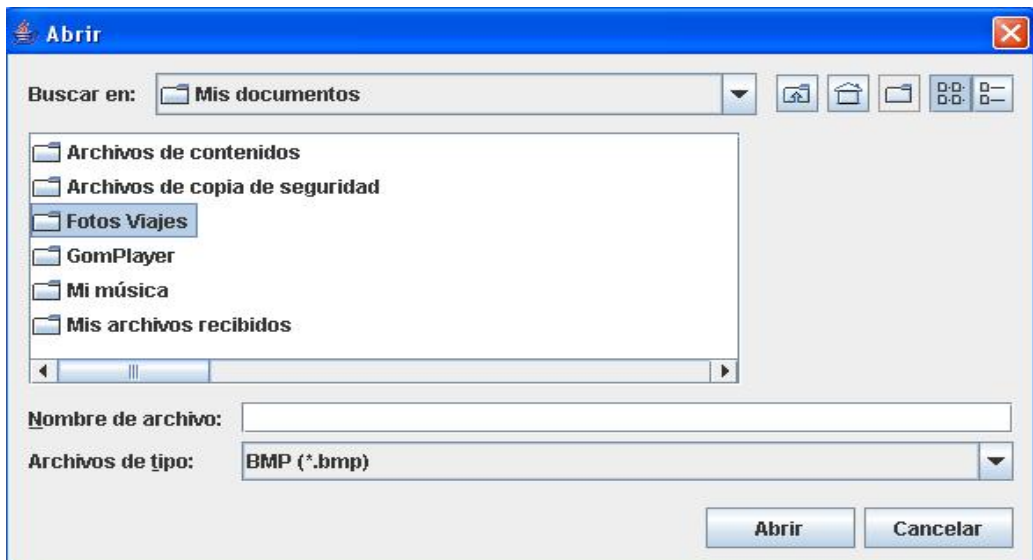 Abrir
Buscar en: Mis documentos
Archivos de contenidos
Archivos de copia de seguridad
Fotos Viajes
GomPlayer
Mi música
Mis archivos recibidos
Nombre de archivo:
Archivos de tipo: BMP (*.bmp)
Abrir Cancelar